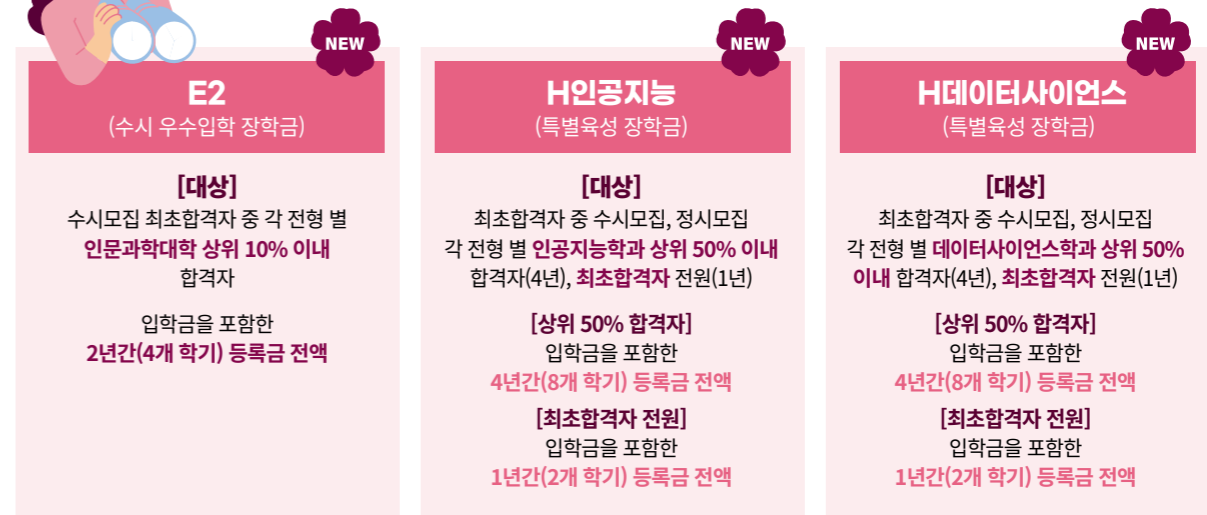 NEW
E2
(수시 우수입학 장학금)
[대상]
수시모집 최초합격자 중 각 전형 별
인문과학대학 상위 10% 이내
합격자
입학금을 포함한
2년간(4개 학기) 등록금 전액
NEW
H인공지능
(특별육성 장학금)
[대상]
최초합격자 중 수시모집, 정시모집
각 전형 별 인공지능학과 상위 50% 이내
합격자(4년), 최초합격자 전원(1년)
[상위 50% 합격자]
입학금을 포함한
4년간(8개 학기) 등록금 전액
[최초합격자 전원]
입학금을 포함한
1년간(2개 학기) 등록금 전액
NEW
H데이터사이언스
(특별육성 장학금)
[대상]
최초합격자 중 수시모집, 정시모집
각 전형 별 데이터사이언스학과 상위 50%
이내 합격자(4년), 최초합격자 전원(1년)
[상위 50% 합격자]
입학금을 포함한
4년간(8개 학기) 등록금 전액
[최초합격자 전원]
입학금을 포함한
1년간(2개 학기) 등록금 전액